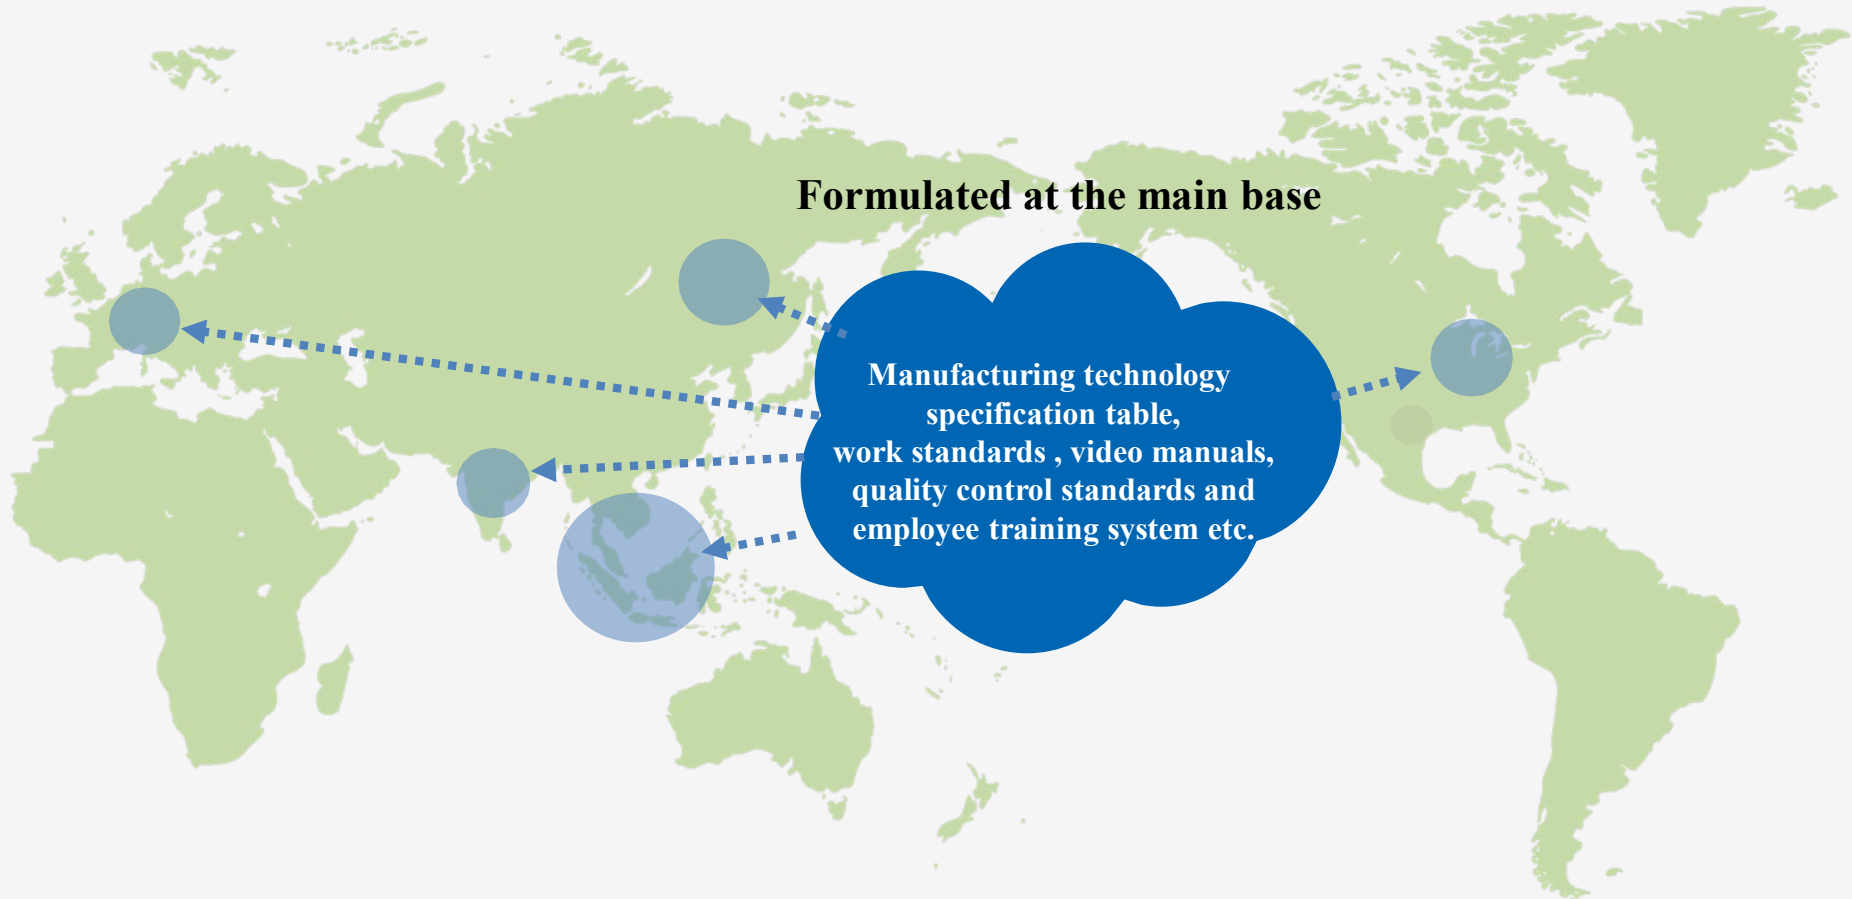 Formulated at the main base
Manufacturing technology
specification table,
work standards , video manuals,
quality control standards and
employee training system etc.